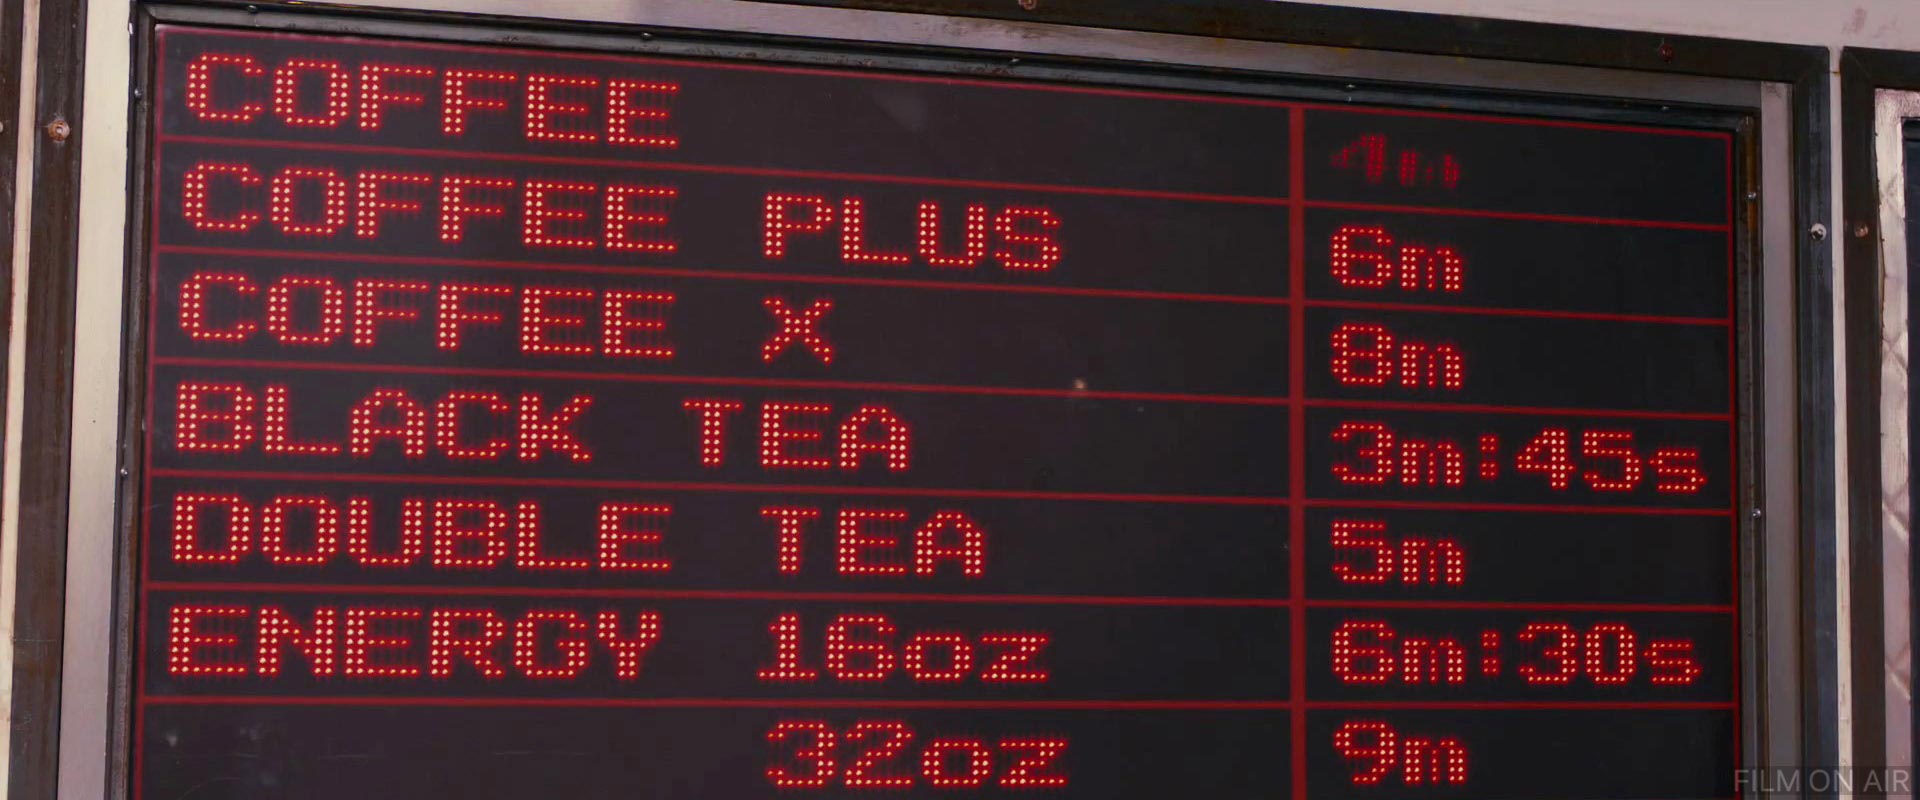 COFFEE 4m
COFFEE PLUS 6m
COFFEE X 8m
BLACK TEA 3m:45s
DOUBLE TEA 5m
ENERGY 16oz 6m:30s
32oz 9m
FILM ON AIR